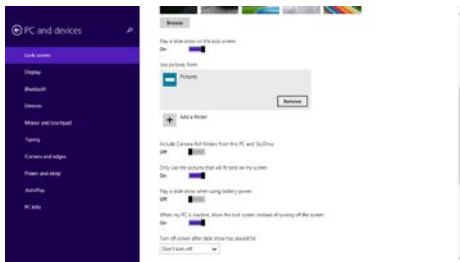 PC and devices
Lock screen
Display
Bluetooth
Devices
Mouse and touchpad
Typing
Corners and edges
Power and sleep
AutoPlay
PC info
Browse
Play a slide show on the lock screen
On
Use pictures from
Pictures
Remove
Add a folder
Include Camera Roll folders from this PC and SkyDrive
Off
Only use the pictures that will fit best on my screen
On
Play a slide show when using battery power
Off
When my PC is inactive, show the lock screen instead of turning off the screen
On
Turn off screen after slide show has played for
Don't turn off